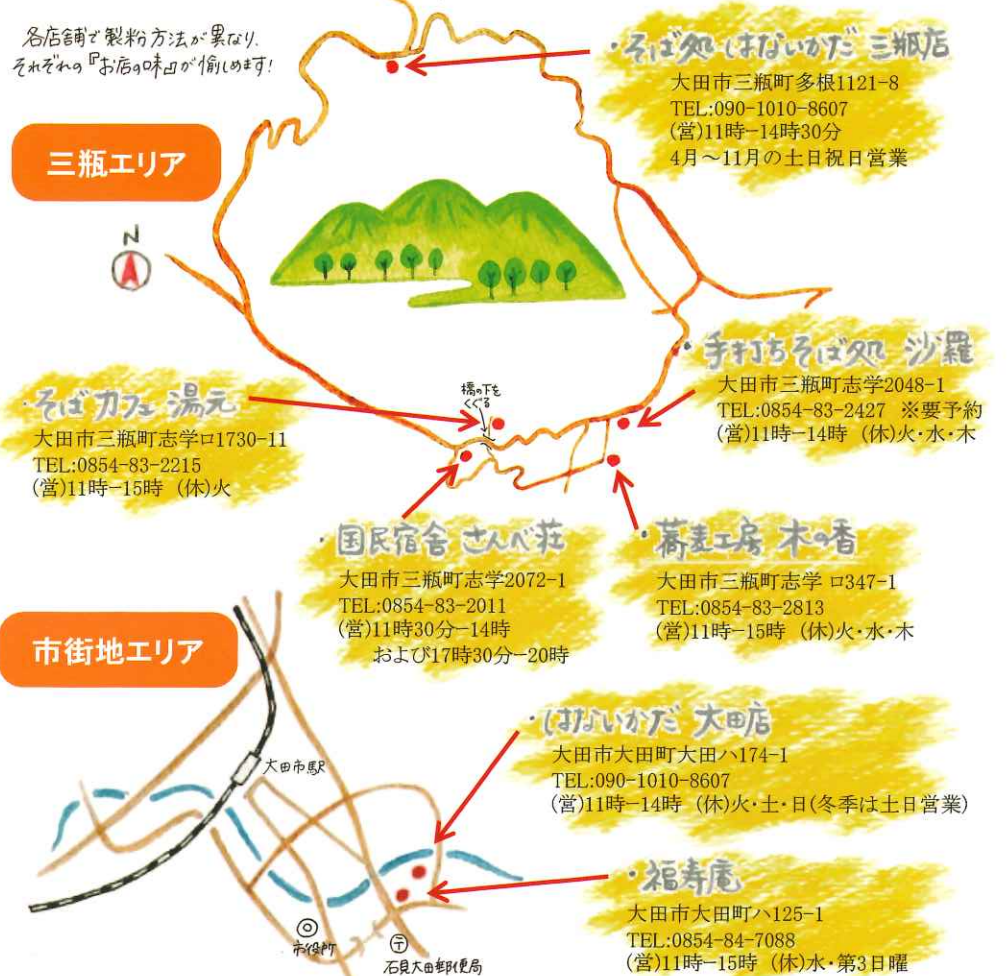 各店舗で製粉方法が異なり、
それぞれの『お店の味』が愉しめます!
三瓶エリア
N
・そば処 はないかだ 三瓶店
大田市三瓶町多根1121-8
TEL:090-1010-8607
(営)11時-14時30分
4月~11月の土日祝日営業
・手打ちそば処 沙羅
大田市三瓶町志学2048-1
TEL:0854-83-2427 ※要予約
(営)11時-14時 (休)火・水・木
橋の下を
くぐる
・そばカフェ 湯元
大田市三瓶町志学ロ1730-11
TEL:0854-83-2215
(営)11時-15時 (休)火
・国民宿舎 さんべ荘
大田市三瓶町志学2072-1
TEL:0854-83-2011
(営)11時30分-14時
および17時30分-20時
・蕎麦工房 木の香
大田市三瓶町志学 ロ347-1
TEL:0854-83-2813
(営)11時-15時 (休)火・水・木
市街地エリア
大田市駅
・はないかだ 大田店
大田市大田町大田ハ174-1
TEL:090-1010-8607
(営)11時-14時 (休)火・土・日(冬季は土日営業)
・福寿庵
大田市大田町ハ125-1
TEL:0854-84-7088
(営)11時-15時 (休)水・第3日曜
◎
市役所
〒
石見大田郵便局